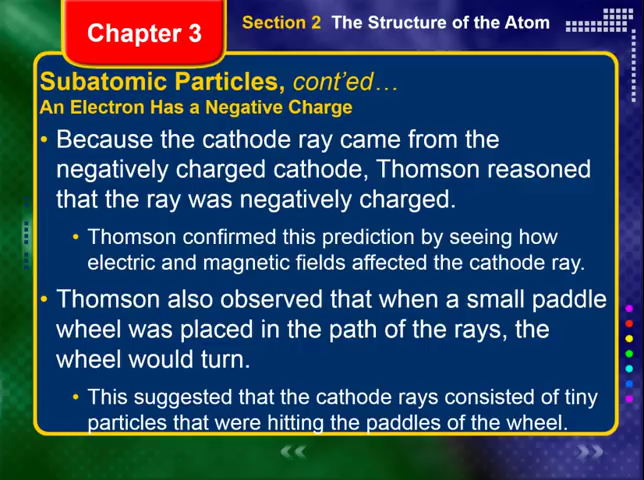 Chapter 3
Section 2 The Structure of the Atom
Subatomic Particles, cont'ed…
An Electron Has a Negative Charge
• Because the cathode ray came from the
negatively charged cathode, Thomson reasoned
that the ray was negatively charged.
• Thomson confirmed this prediction by seeing how
electric and magnetic fields affected the cathode ray.
• Thomson also observed that when a small paddle
wheel was placed in the path of the rays, the
wheel would turn.
• This suggested that the cathode rays consisted of tiny
particles that were hitting the paddles of the wheel.